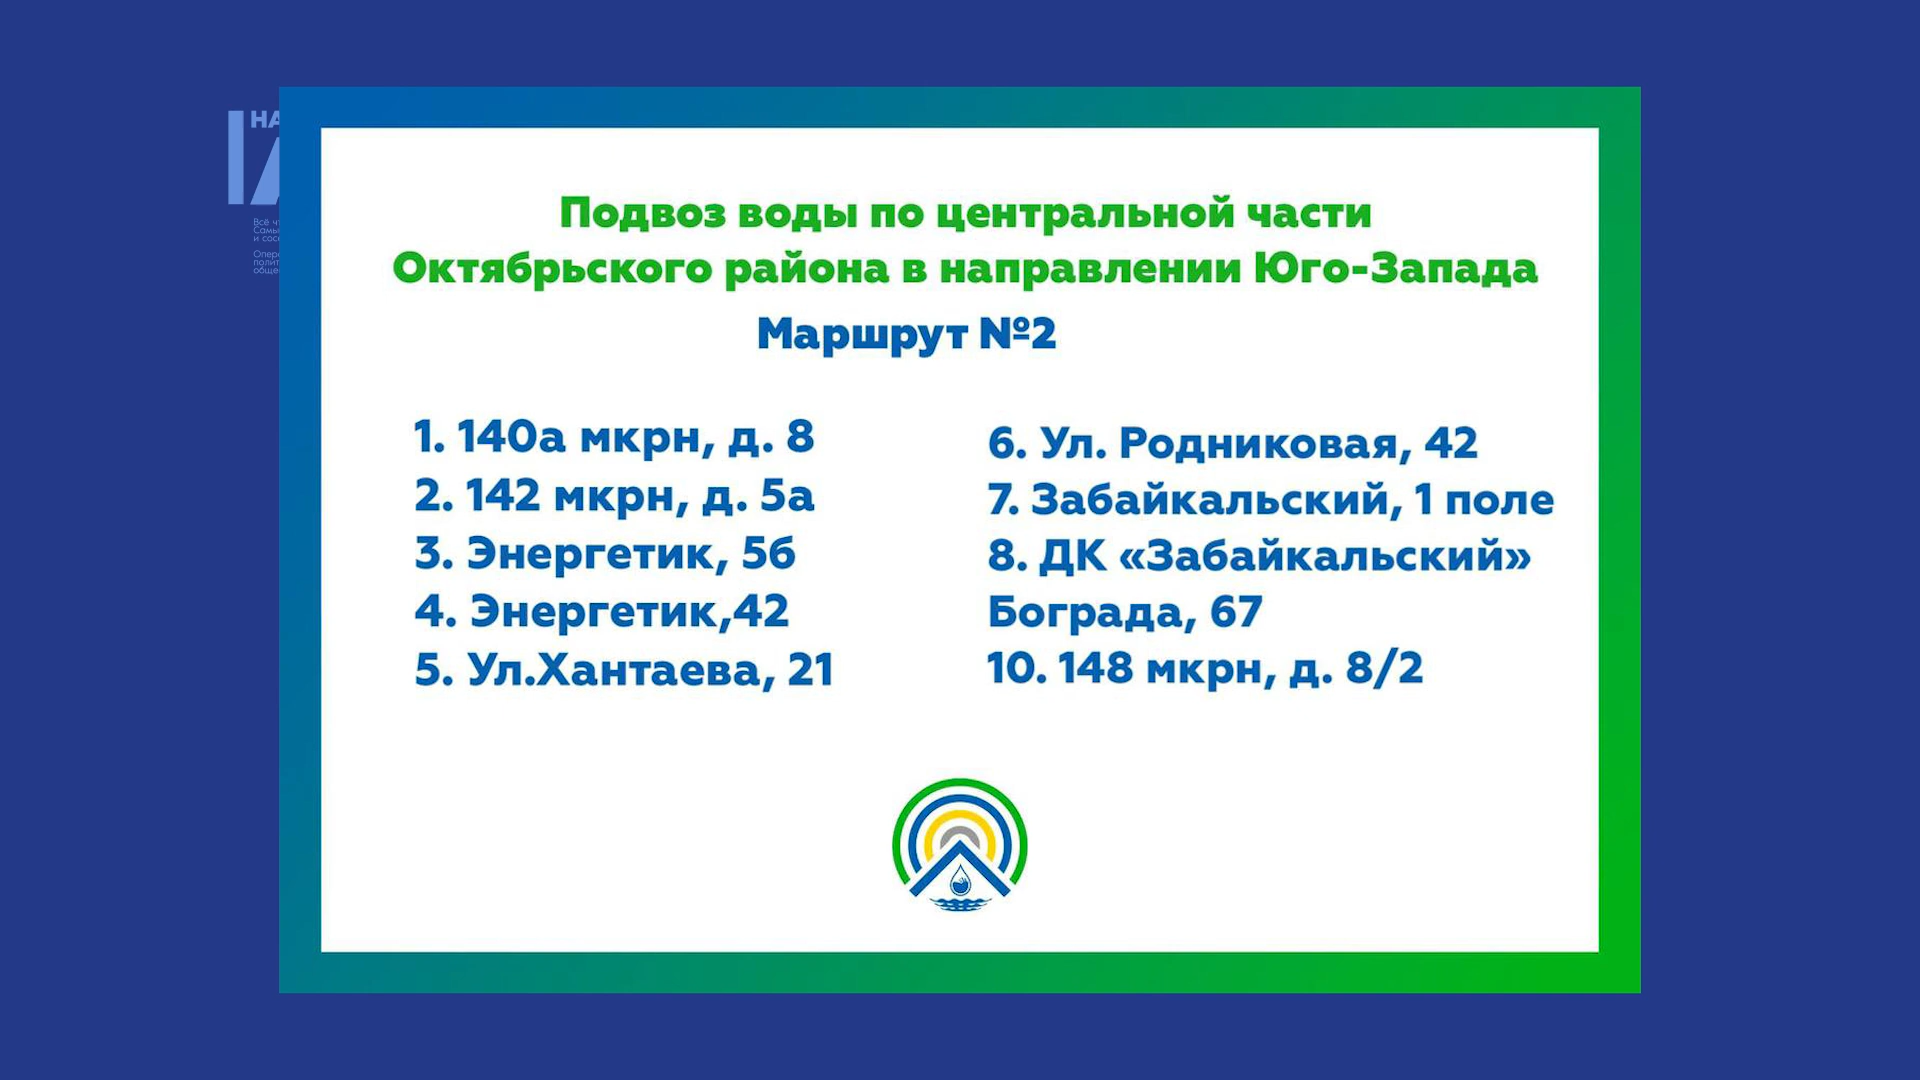 НА
Подвоз воды по центральной части
Октябрьского района в направлении Юго-Запада
Маршрут №2
1. 140а мкрн, д. 8
2. 142 мкрн, д. 5а
3. Энергетик, 5б
4. Энергетик,42
5. Ул.Хантаева, 21
6. Ул. Родниковая, 42
7. Забайкальский, 1 поле
8. ДК «Забайкальский»
Бограда, 67
10. 148 мкрн, д. 8/2